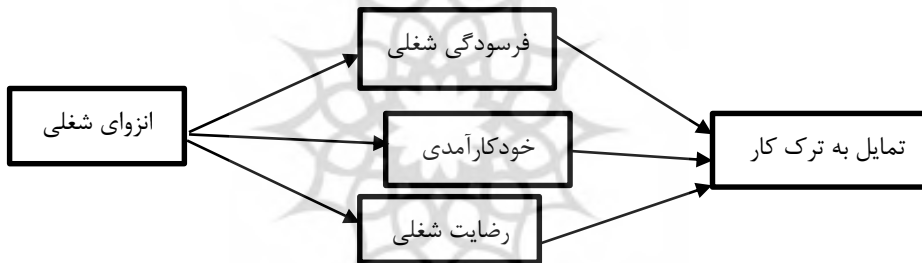 فرسودگی شغلی
انزوای شغلی
خودکارآمدی
تمایل به ترک کار
رضایت شغلی